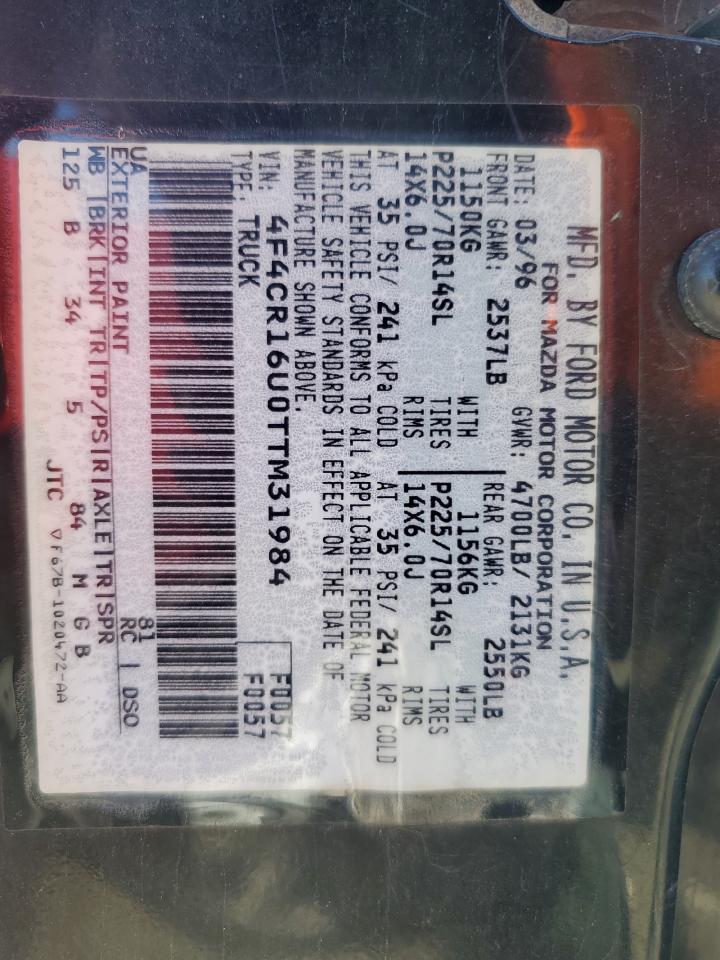 MFD. BY FORD MOTOR CO. IN U.S.A.
FOR MAZDA MOTOR CORPORATION
DATE: 03/96 GVWR: 4700LB/ 2131KG
FRONT GAWR: 2537LB REAR GAWR: 2550LB
1150KG WITH 1156KG WITH
P225/70R14SL TIRES P225/70R14SL TIRES
14X6.0J RIMS 14X6.0J RIMS
AT 35 PSI/ 241 kPa COLD AT 35 PSI/ 241 kPa COLD
THIS VEHICLE CONFORMS TO ALL APPLICABLE FEDERAL MOTOR
VEHICLE SAFETY STANDARDS IN EFFECT ON THE DATE OF
MANUFACTURE SHOWN ABOVE.
VIN: 4F4CR16U0TTM31984 F0057
TYPE: TRUCK F0057
UA 81
EXTERIOR PAINT RC | DSO
WB |BRK|INT TR|TP/PS|R|AXLE|TR|SPR
125 B 34 5 84 M G B
JTC ▽F67B-1020472-AA